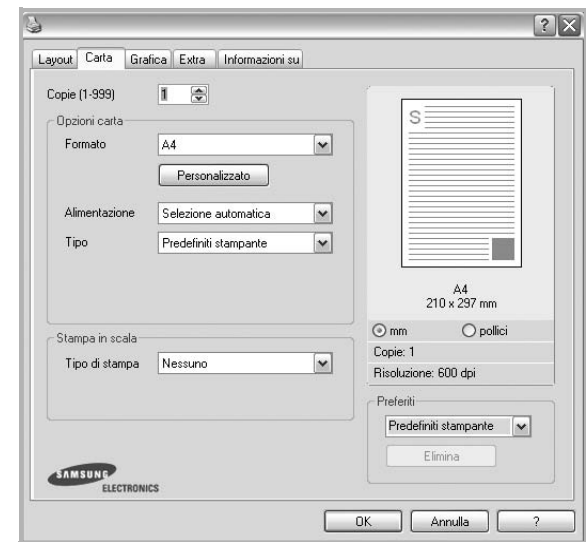 Layout Carta Grafica Extra Informazioni su
Copie (1-999) 1
Opzioni carta
Formato A4
Personalizzato
Alimentazione Selezione automatica
Tipo Predefiniti stampante
Stampa in scala
Tipo di stampa Nessuno
SAMSUNG
ELECTRONICS
S
A4
210 x 297 mm
mm pollici
Copie: 1
Risoluzione: 600 dpi
Preferiti
Predefiniti stampante
Elimina
OK Annulla ?